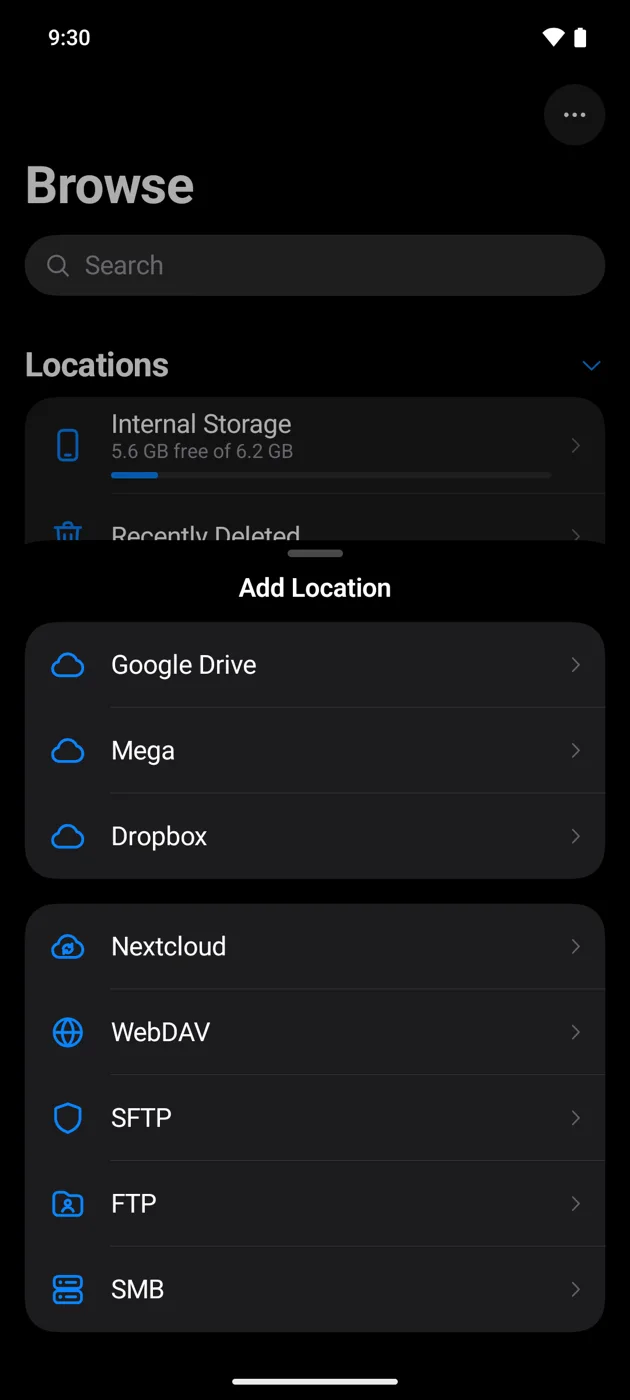 9:30
Browse
Search
Locations
Internal Storage
5.6 GB free of 6.2 GB
Recently Deleted
Add Location
Google Drive
Mega
Dropbox
Nextcloud
WebDAV
SFTP
FTP
SMB